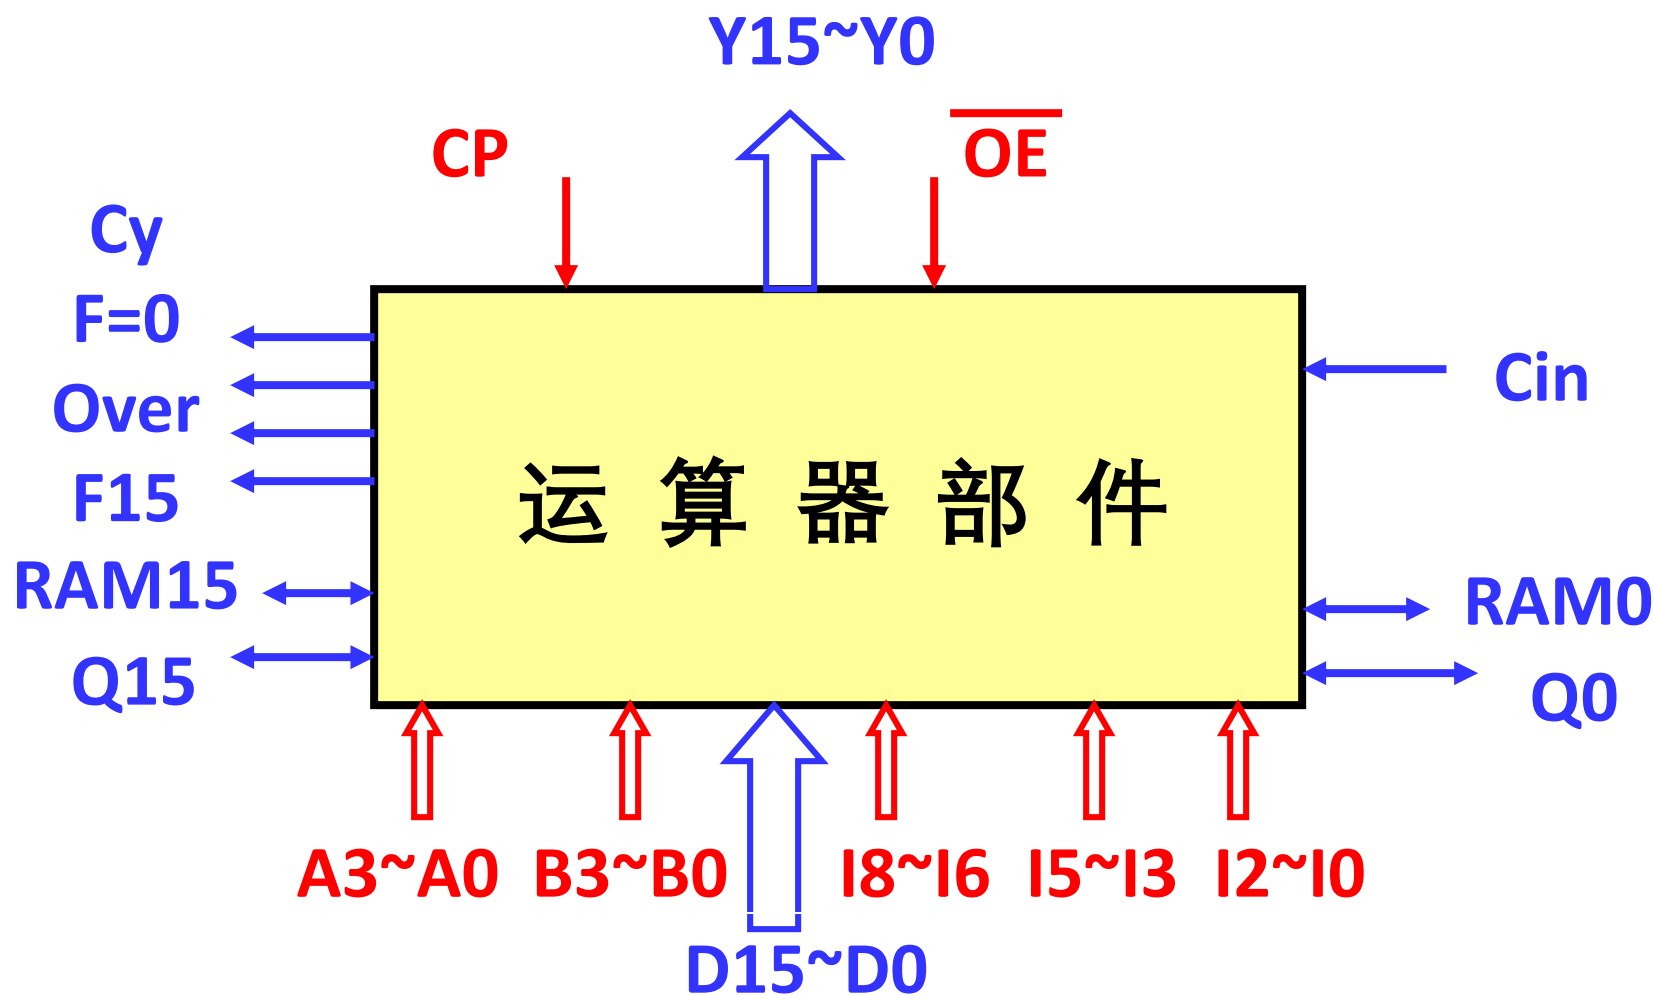 Y15~Y0
CP
OE
Cy
F=0
Over
F15
RAM15
Q15
Cin
RAM0
Q0
运算器部件
A3~A0
B3~B0
I8~I6
I5~I3
I2~I0
D15~D0